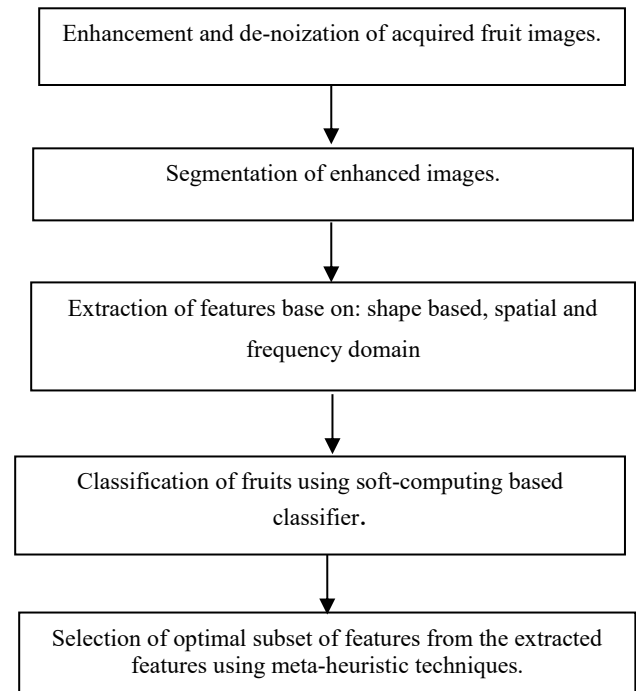 Enhancement and de-noization of acquired fruit images.
Segmentation of enhanced images.
Extraction of features base on: shape based, spatial and
frequency domain
Classification of fruits using soft-computing based
classifier.
Selection of optimal subset of features from the extracted
features using meta-heuristic techniques.